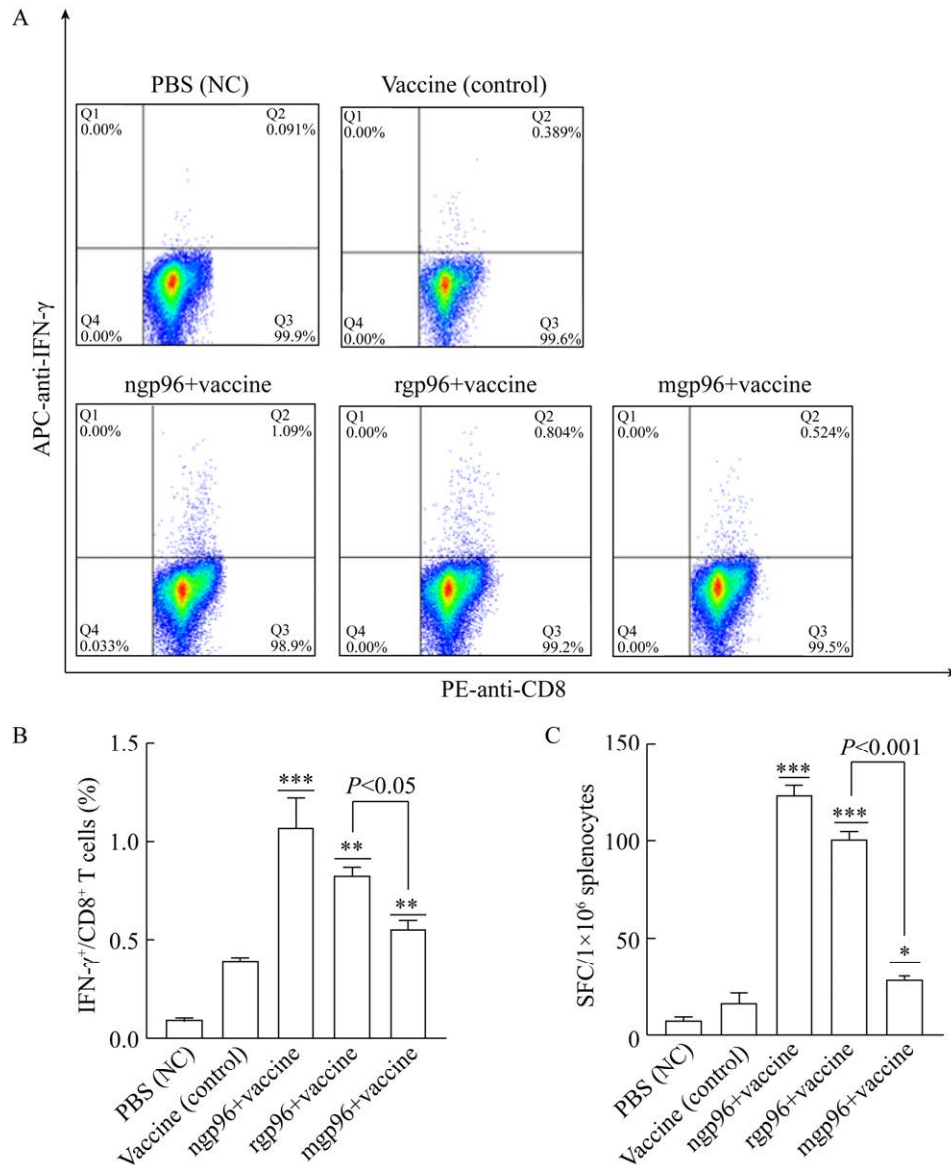 A
PBS (NC)
Vaccine (control)
Q1
0.00%
Q2
0.091%
Q4
0.00%
Q3
99.9%
Q1
0.00%
Q2
0.389%
Q4
0.00%
Q3
99.6%
APC-anti-IFN-γ
ngp96+vaccine
rgp96+vaccine
mgp96+vaccine
Q1
0.00%
Q2
1.09%
Q4
0.033%
Q3
98.9%
Q1
0.00%
Q2
0.804%
Q4
0.00%
Q3
99.2%
Q1
0.00%
Q2
0.524%
Q4
0.00%
Q3
99.5%
PE-anti-CD8
B
IFN-γ⁺/CD8⁺ T cells (%)
1.5
1.0
0.5
0.0
***
**
**
P<0.05
PBS (NC)
Vaccine (control)
ngp96+vaccine
rgp96+vaccine
mgp96+vaccine
C
SFC/1×10⁶ splenocytes
150
100
50
0
***
***
*
P<0.001
PBS (NC)
Vaccine (control)
ngp96+vaccine
rgp96+vaccine
mgp96+vaccine